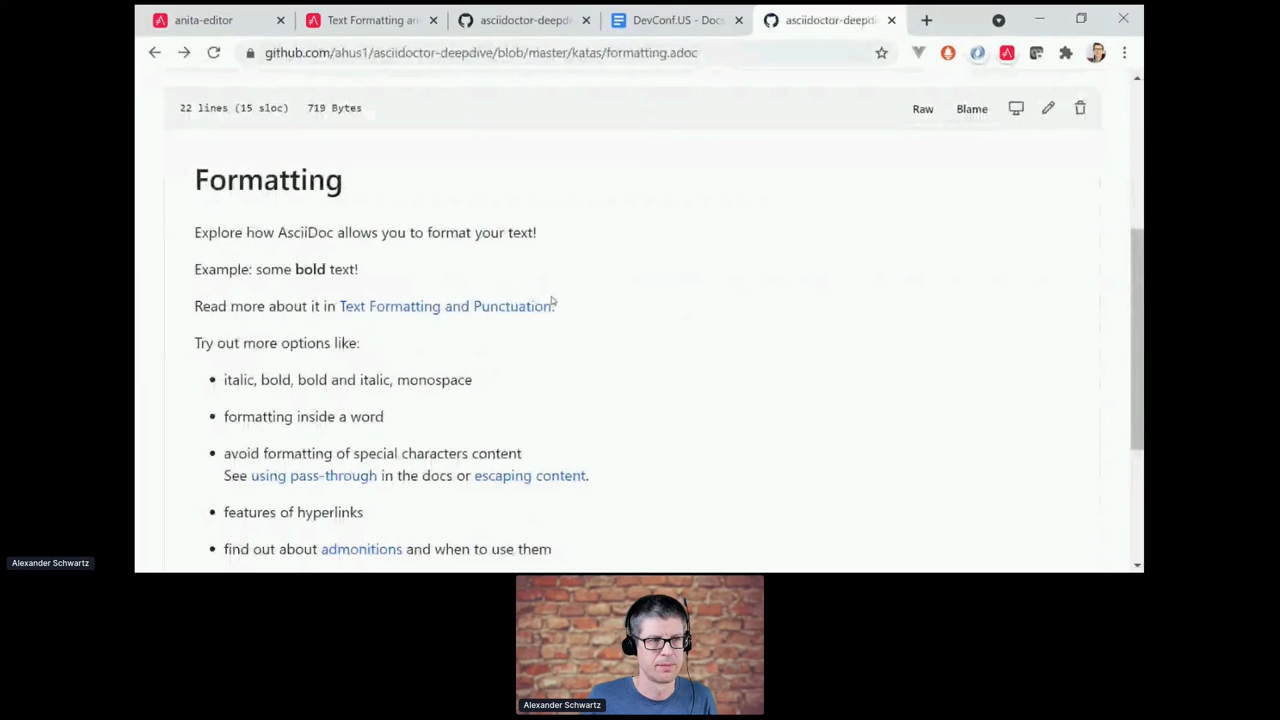 anita-editor
Text Formatting an
asciidoctor-deepd
DevConf.US - Docs
asciidoctor-deepd
github.com/ahus1/asciidoctor-deepdive/blob/master/katas/formatting.adoc
22 lines (15 sloc) 719 Bytes
Raw Blame
Formatting
Explore how AsciiDoc allows you to format your text!
Example: some bold text!
Read more about it in Text Formatting and Punctuation.
Try out more options like:
• italic, bold, bold and italic, monospace
• formatting inside a word
• avoid formatting of special characters content
See using pass-through in the docs or escaping content.
• features of hyperlinks
• find out about admonitions and when to use them
Alexander Schwartz
Alexander Schwartz